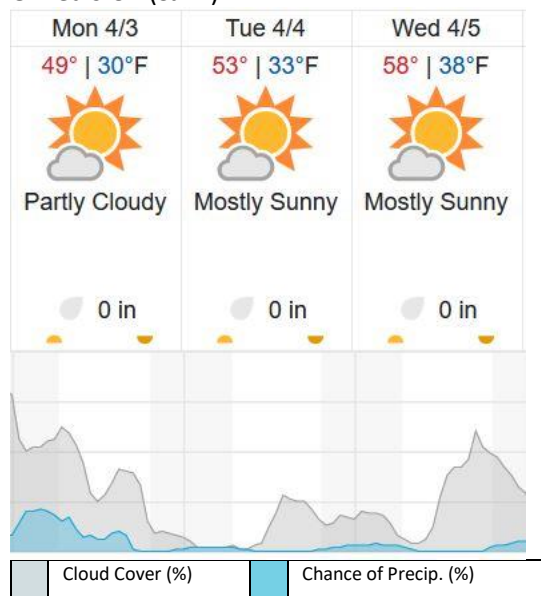 Mon 4/3 Tue 4/4 Wed 4/5
49° | 30°F 53° | 33°F 58° | 38°F
Partly Cloudy Mostly Sunny Mostly Sunny
0 in 0 in 0 in
Cloud Cover (%) Chance of Precip. (%)